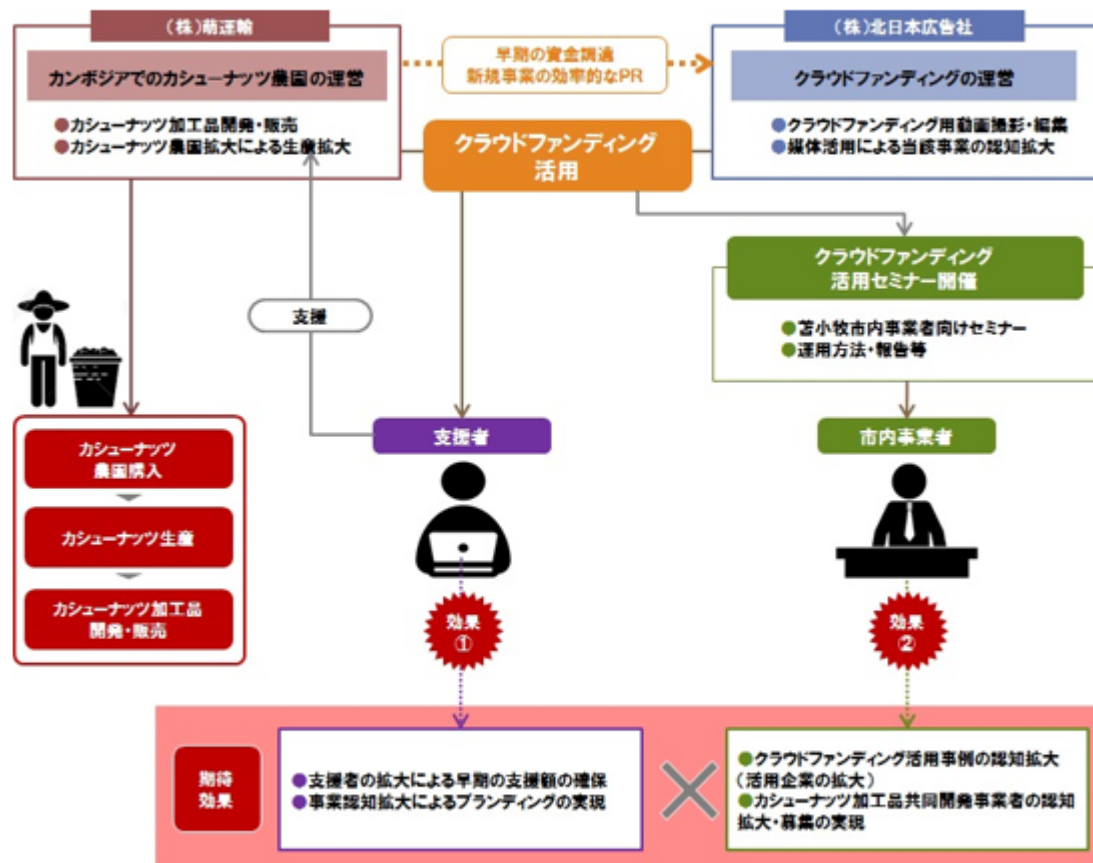 (株)萌運輸
カンボジアでのカシューナッツ農園の運営
●カシューナッツ加工品開発・販売
●カシューナッツ農園拡大による生産拡大
早期の資金調達
新規事業の効率的なPR
(株)北日本広告社
クラウドファンディングの運営
●クラウドファンディング用動画撮影・編集
●媒体活用による当該事業の認知拡大
クラウドファンディング
活用
クラウドファンディング
活用セミナー開催
●苫小牧市内事業者向けセミナー
●運用方法・報告等
支援
カシューナッツ
農園購入
カシューナッツ生産
カシューナッツ加工品
開発・販売
支援者
市内事業者
効果
①
効果
②
期待
効果
●支援者の拡大による早期の支援額の確保
●事業認知拡大によるブランディングの実現
●クラウドファンディング活用事例の認知拡大
(活用企業の拡大)
●カシューナッツ加工品共同開発事業者の認知
拡大・募集の実現